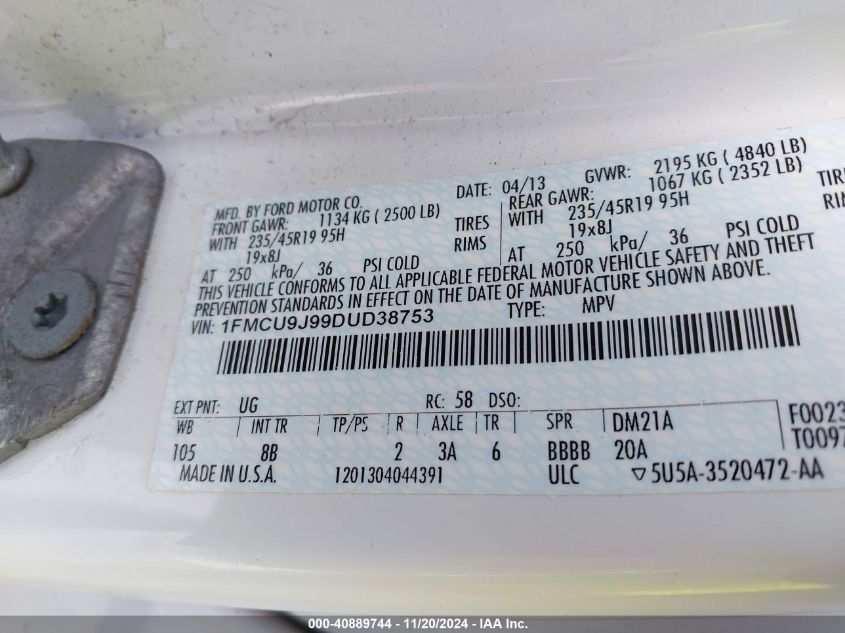 MFD. BY FORD MOTOR CO. DATE: 04/13 GVWR: 2195 KG ( 4840 LB)
FRONT GAWR: 1134 KG ( 2500 LB) REAR GAWR: 1067 KG ( 2352 LB)
WITH 235/45R19 95H TIRES WITH 235/45R19 95H
19x8J RIMS 19x8J
AT 250 kPa/ 36 PSI COLD AT 250 kPa/ 36 PSI COLD
THIS VEHICLE CONFORMS TO ALL APPLICABLE FEDERAL MOTOR VEHICLE SAFETY AND THEFT
PREVENTION STANDARDS IN EFFECT ON THE DATE OF MANUFACTURE SHOWN ABOVE.
VIN: 1FMCU9J99DUD38753 TYPE: MPV
EXT PNT: UG RC: 58 DSO:
WB INT TR TP/PS R AXLE TR SPR DM21A
105 8B 2 3A 6 BBBB 20A
MADE IN U.S.A. 1201304044391 ULC 5U5A-3520472-AA
000-40889744 - 11/20/2024 - IAA Inc.